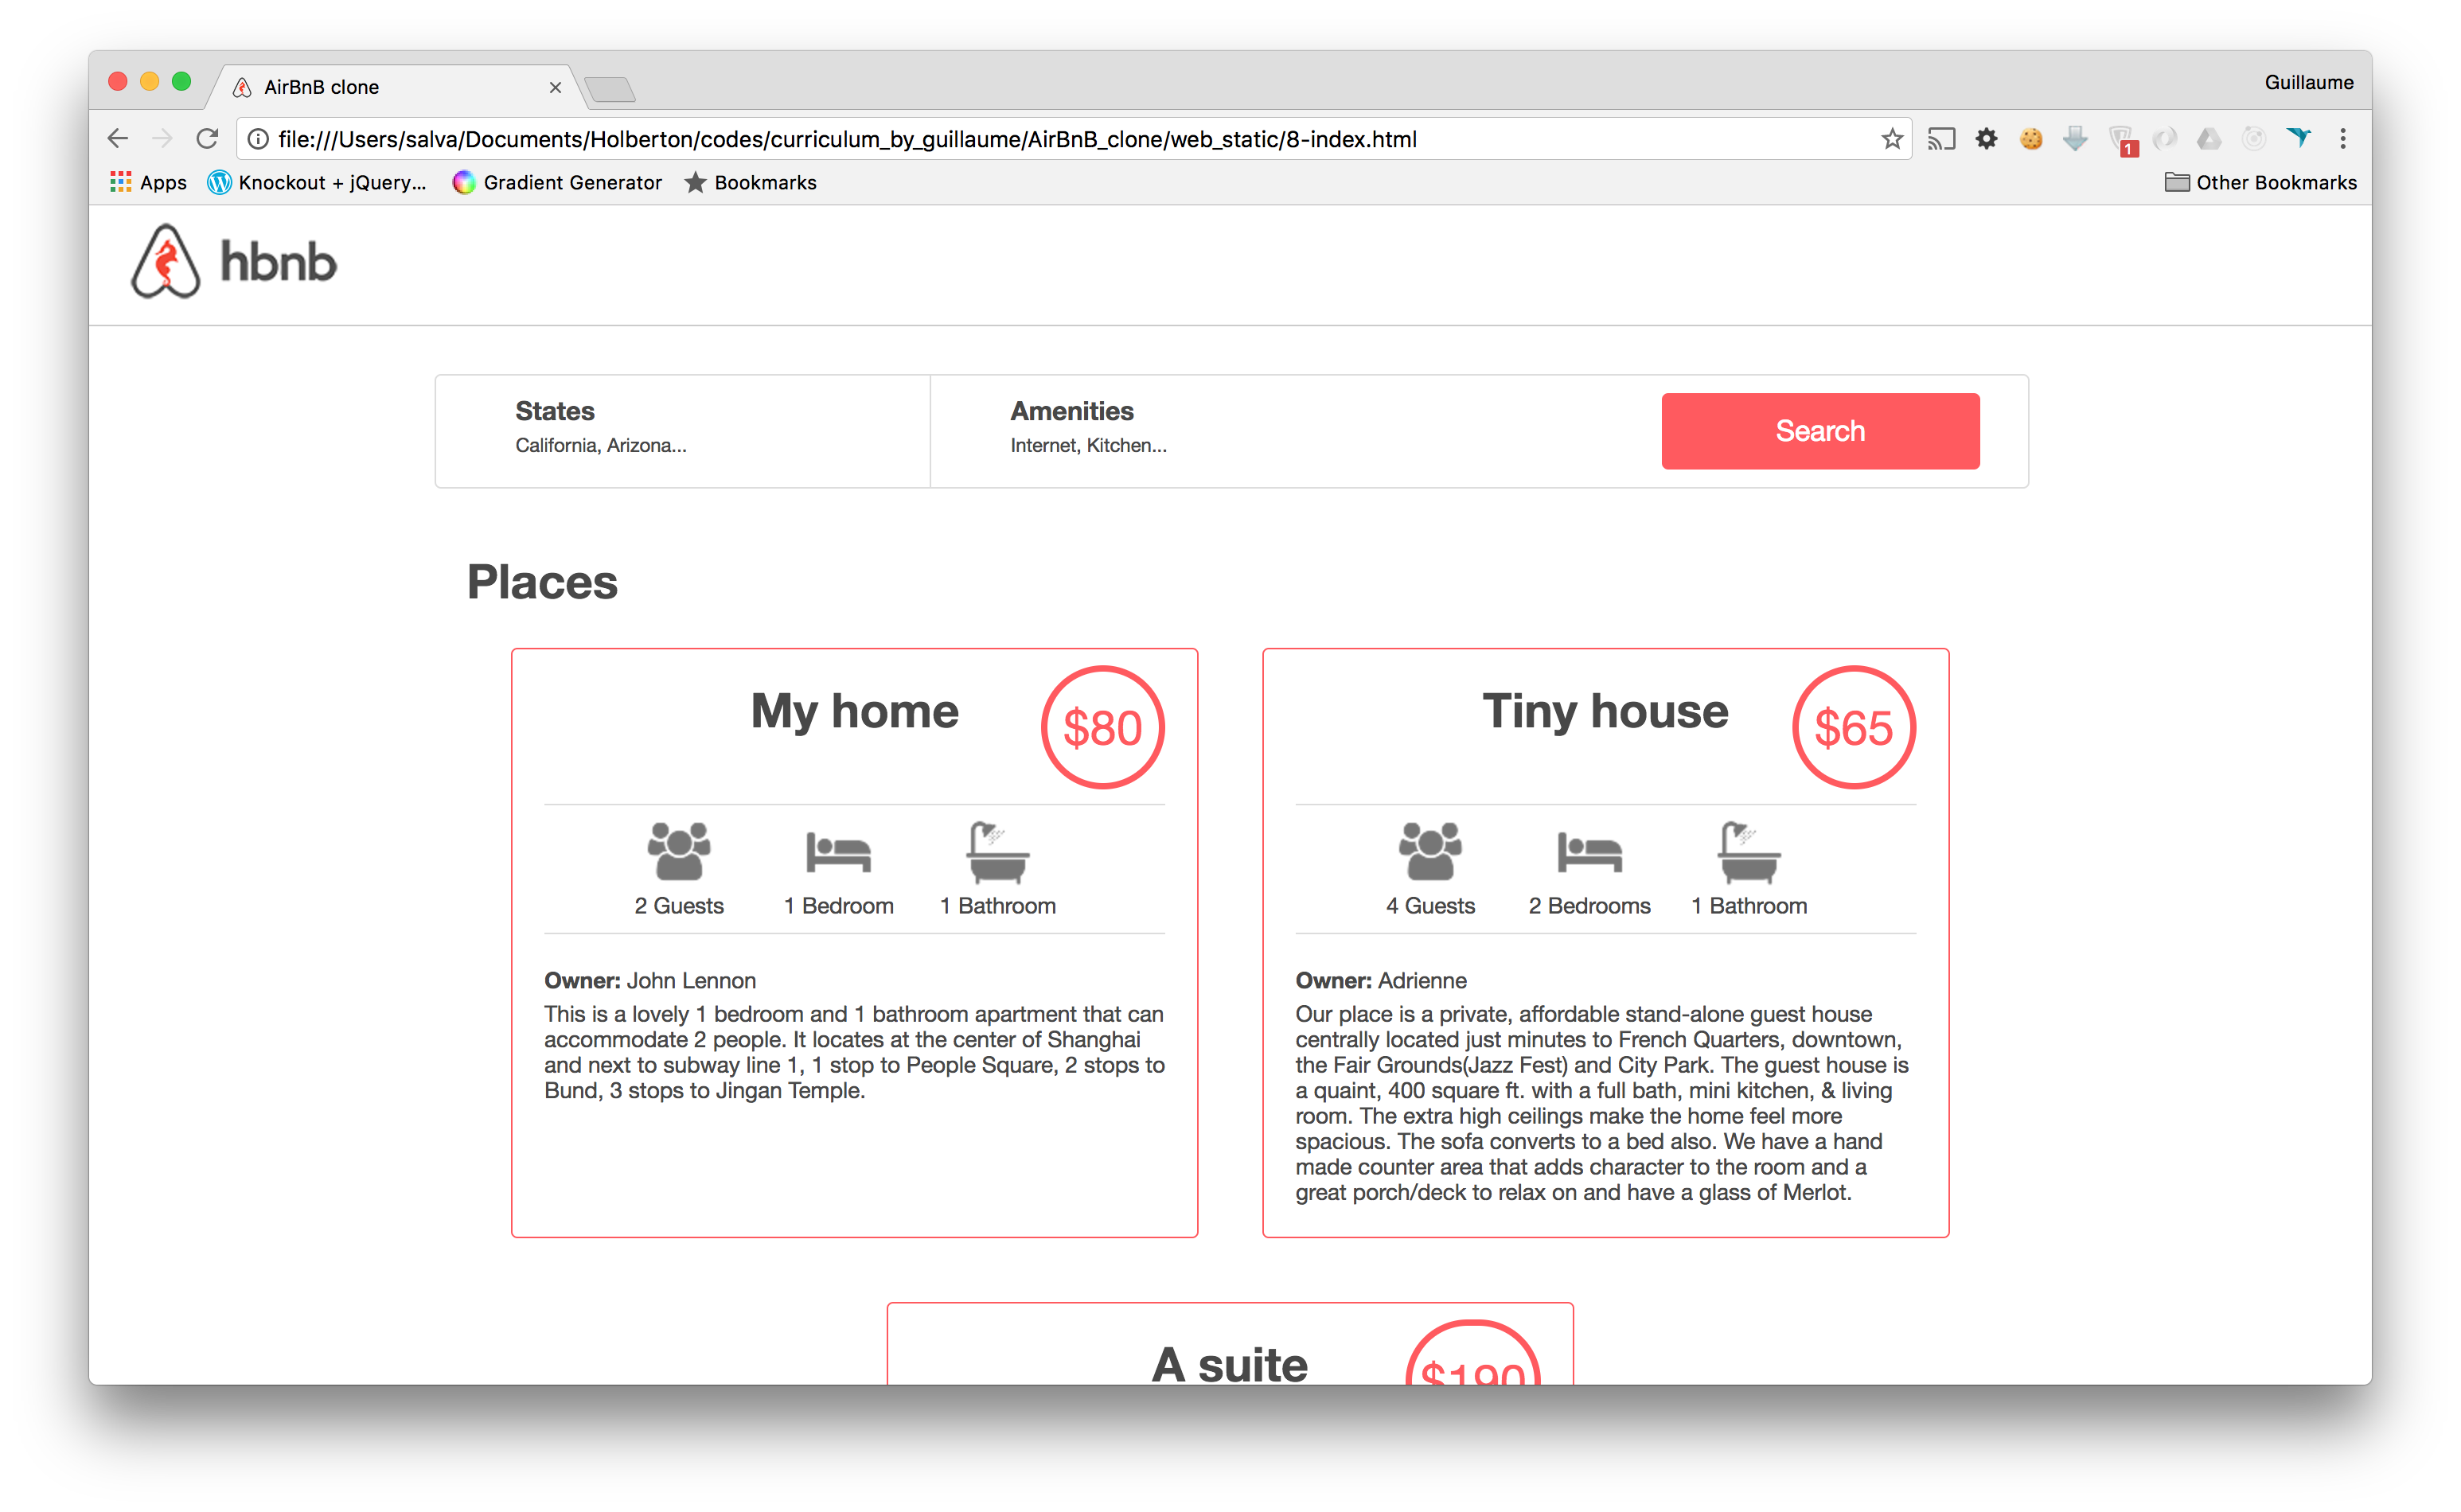 AirBnB clone
Guillaume
file:///Users/salva/Documents/Holberton/codes/curriculum_by_guillaume/AirBnB_clone/web_static/8-index.html
1
Apps
Knockout + jQuery...
Gradient Generator
Bookmarks
Other Bookmarks
hbnb
States
California, Arizona...
Amenities
Internet, Kitchen...
Search
Places
My home
$80
2 Guests
1 Bedroom
1 Bathroom
Owner: John Lennon
This is a lovely 1 bedroom and 1 bathroom apartment that can
accommodate 2 people. It locates at the center of Shanghai
and next to subway line 1, 1 stop to People Square, 2 stops to
Bund, 3 stops to Jingan Temple.
Tiny house
$65
4 Guests
2 Bedrooms
1 Bathroom
Owner: Adrienne
Our place is a private, affordable stand-alone guest house
centrally located just minutes to French Quarters, downtown,
the Fair Grounds(Jazz Fest) and City Park. The guest house is
a quaint, 400 square ft. with a full bath, mini kitchen, & living
room. The extra high ceilings make the home feel more
spacious. The sofa converts to a bed also. We have a hand
made counter area that adds character to the room and a
great porch/deck to relax on and have a glass of Merlot.
A suite
$190